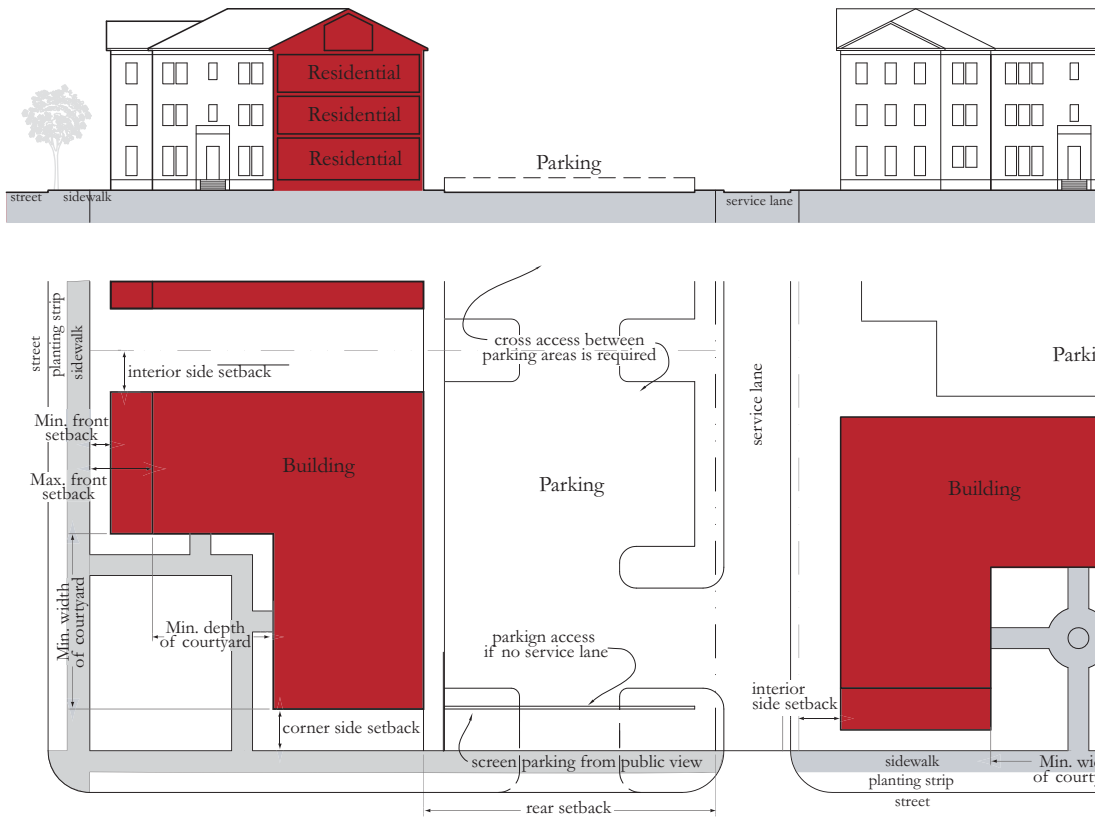 Residential
Residential
Residential
Parking
street
sidewalk
service lane
street
planting strip
sidewalk
cross access between
parking areas is required
interior side setback
Min. front
setback
Max. front
setback
Building
Parking
service lane
Parki
Building
Min. width
of courtyard
Min. depth
of courtyard
parkign access
if no service lane
interior
side setback
corner side setback
screen parking from public view
sidewalk
planting strip
street
Min. wid
of courty
rear setback